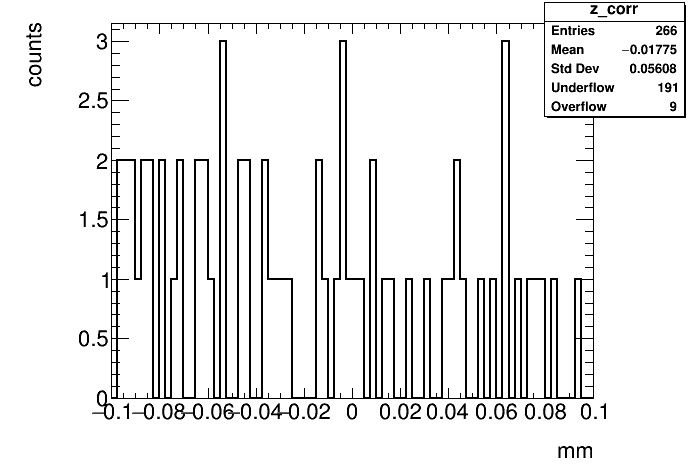 z_corr
Entries 266
Mean −0.01775
Std Dev 0.05608
Underflow 191
Overflow 9
counts
3
2.5
2
1.5
1
0.5
0
−0.1 −0.08 −0.06 −0.04 −0.02 0 0.02 0.04 0.06 0.08 0.1
mm